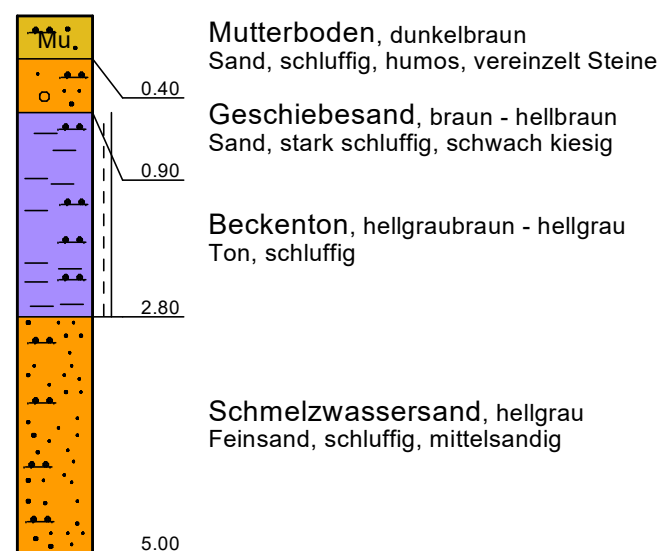 Mu.
Mutterboden, dunkelbraun
Sand, schluffig, humos, vereinzelt Steine
0.40
Geschiebesand, braun - hellbraun
Sand, stark schluffig, schwach kiesig
0.90
Beckenton, hellgraubraun - hellgrau
Ton, schluffig
2.80
Schmelzwassersand, hellgrau
Feinsand, schluffig, mittelsandig
5.00